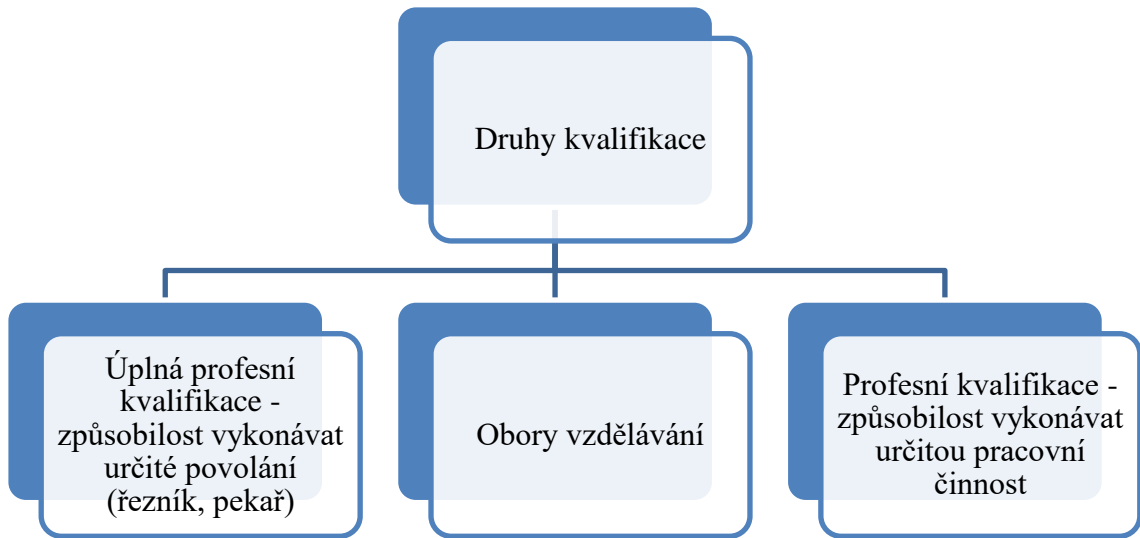 Druhy kvalifikace
Úplná profesní
kvalifikace -
způsobilost vykonávat
určité povolání
(řezník, pekař)
Obory vzdělávání
Profesní kvalifikace -
způsobilost vykonávat
určitou pracovní
činnost